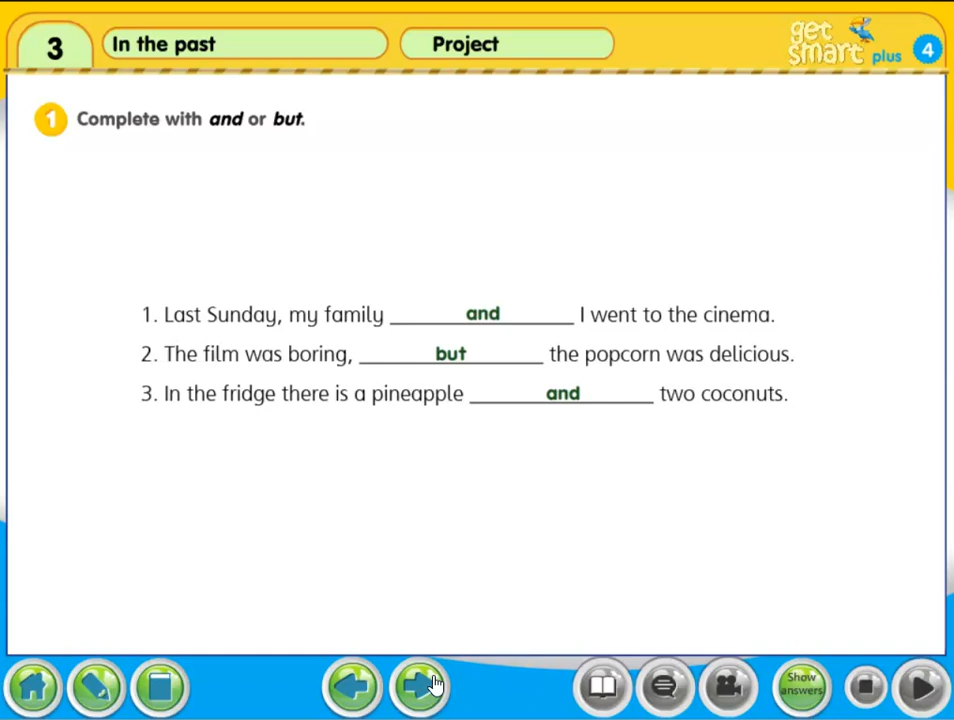 3 In the past Project get smart plus 4
1 Complete with and or but.
1. Last Sunday, my family and I went to the cinema.
2. The film was boring, but the popcorn was delicious.
3. In the fridge there is a pineapple and two coconuts.
Show answers